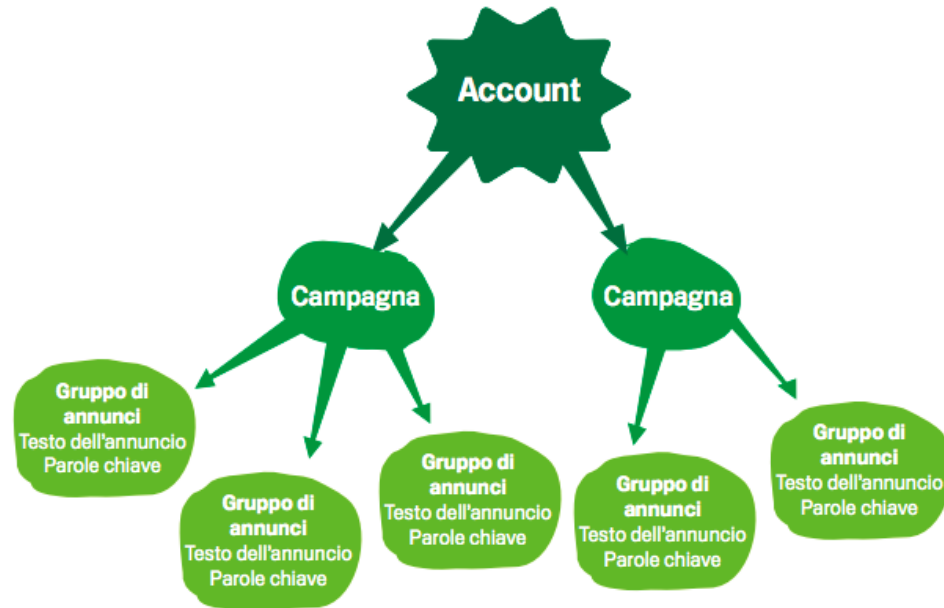 Account
Campagna
Campagna
Gruppo di
annunci
Testo dell'annuncio
Parole chiave
Gruppo di
annunci
Testo dell'annuncio
Parole chiave
Gruppo di
annunci
Testo dell'annuncio
Parole chiave
Gruppo di
annunci
Testo dell'annuncio
Parole chiave
Gruppo di
annunci
Testo dell'annuncio
Parole chiave